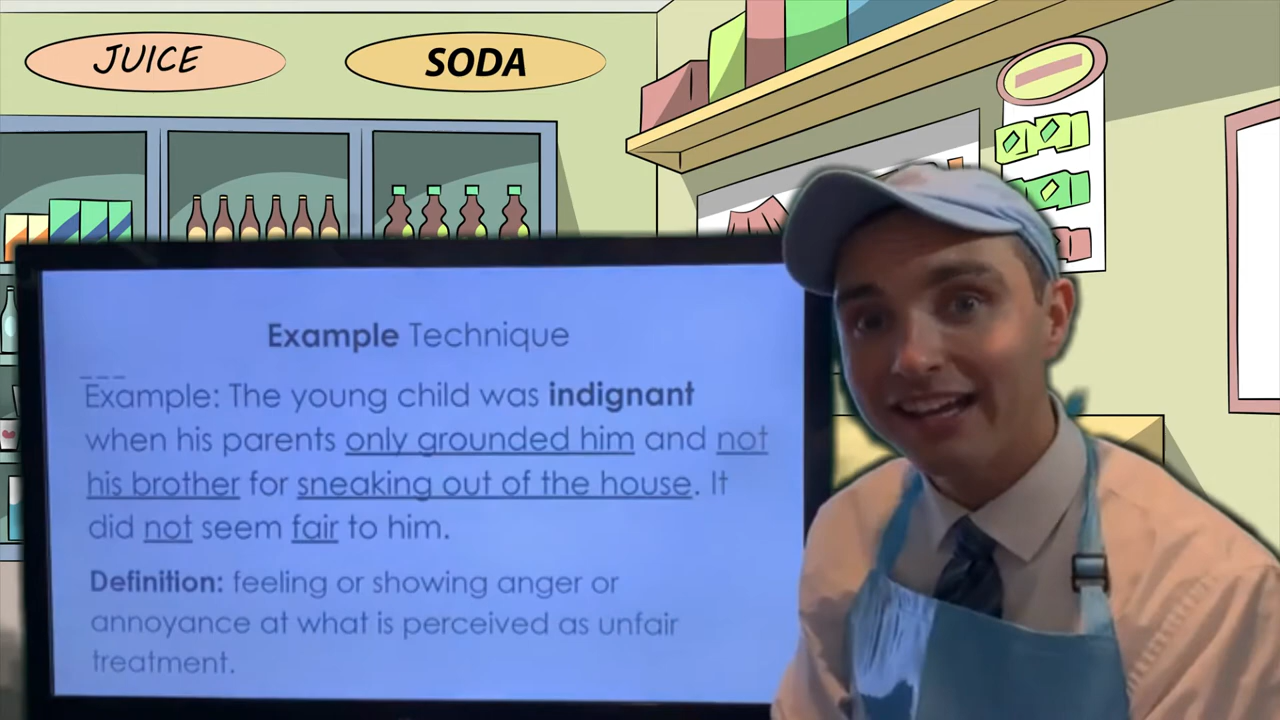 JUICE
SODA
Example Technique
Example: The young child was indignant
when his parents only grounded him and not
his brother for sneaking out of the house. It
did not seem fair to him.
Definition: feeling or showing anger or
annoyance at what is perceived as unfair
treatment.